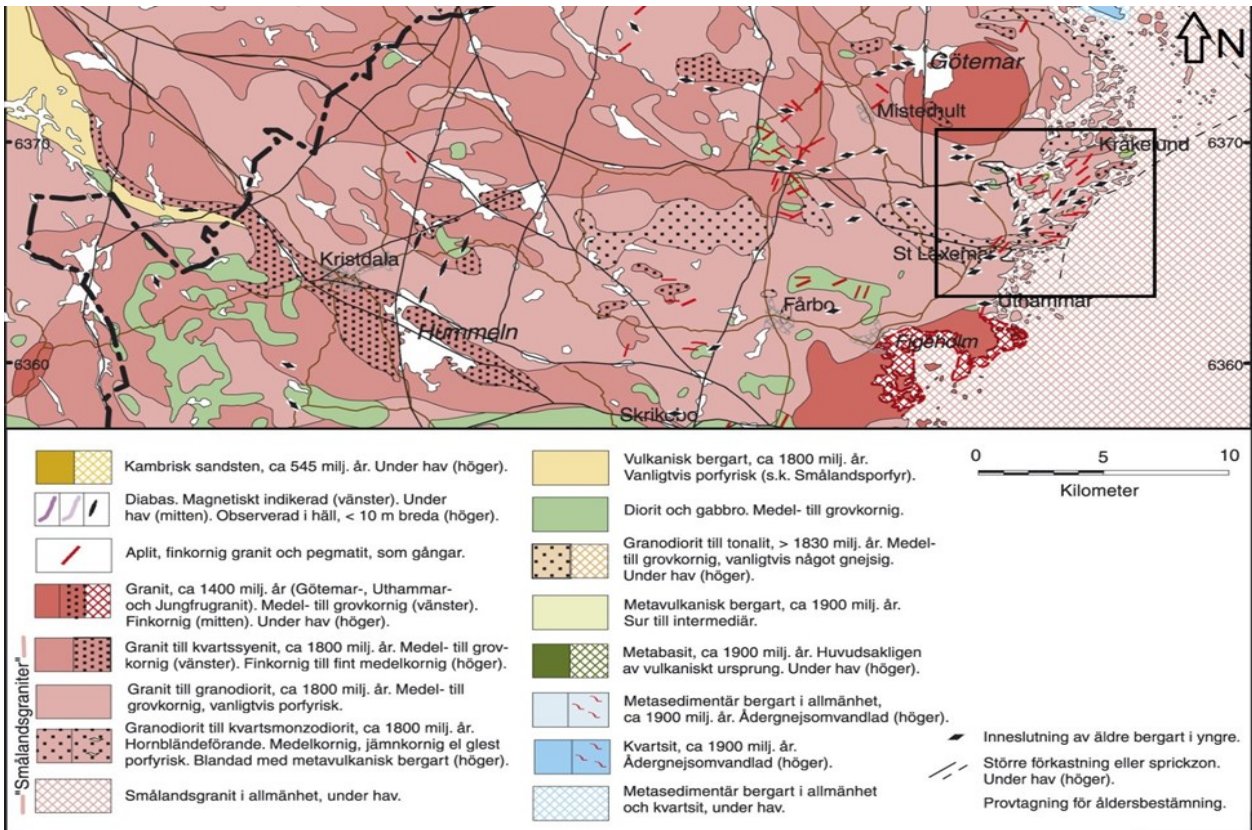 N
Götemar
Misterhult
6370
6370
Kråkelund
St Laxemar
Kristdala
Uthammar
Fårbo
Hummeln
Figeholm
6360
6360
Skrikebo
Kambrisk sandsten, ca 545 milj. år. Under hav (höger).
Diabas. Magnetiskt indikerad (vänster). Under
hav (mitten). Observerad i häll, < 10 m breda (höger).
Aplit, finkornig granit och pegmatit, som gångar.
Granit, ca 1400 milj. år (Götemar-, Uthammar-
och Jungfrugranit). Medel- till grovkornig (vänster).
Finkornig (mitten). Under hav (höger).
"Smålandsgraniter"
Granit till kvartssyenit, ca 1800 milj. år. Medel- till grov-
kornig (vänster). Finkornig till fint medelkornig (höger).
Granit till granodiorit, ca 1800 milj. år. Medel- till
grovkornig, vanligtvis porfyrisk.
Granodiorit till kvartsmonzodiorit, ca 1800 milj. år.
Hornbländeförande. Medelkornig, jämnkornig el glest
porfyrisk. Blandad med metavulkanisk bergart (höger).
Smålandsgranit i allmänhet, under hav.
Vulkanisk bergart, ca 1800 milj. år.
Vanligtvis porfyrisk (s.k. Smålandsporfyr).
Diorit och gabbro. Medel- till grovkornig.
Granodiorit till tonalit, > 1830 milj. år. Medel-
till grovkornig, vanligtvis något gnejsig.
Under hav (höger).
Metavulkanisk bergart, ca 1900 milj. år.
Sur till intermediär.
Metabasit, ca 1900 milj. år. Huvudsakligen
av vulkaniskt ursprung. Under hav (höger).
Metasedimentär bergart i allmänhet,
ca 1900 milj. år. Ådergnejsomvandlad (höger).
Kvartsit, ca 1900 milj. år.
Ådergnejsomvandlad (höger).
Metasedimentär bergart i allmänhet
och kvartsit, under hav.
0 5 10
Kilometer
Inneslutning av äldre bergart i yngre.
Större förkastning eller sprickzon.
Under hav (höger).
Provtagning för åldersbestämning.